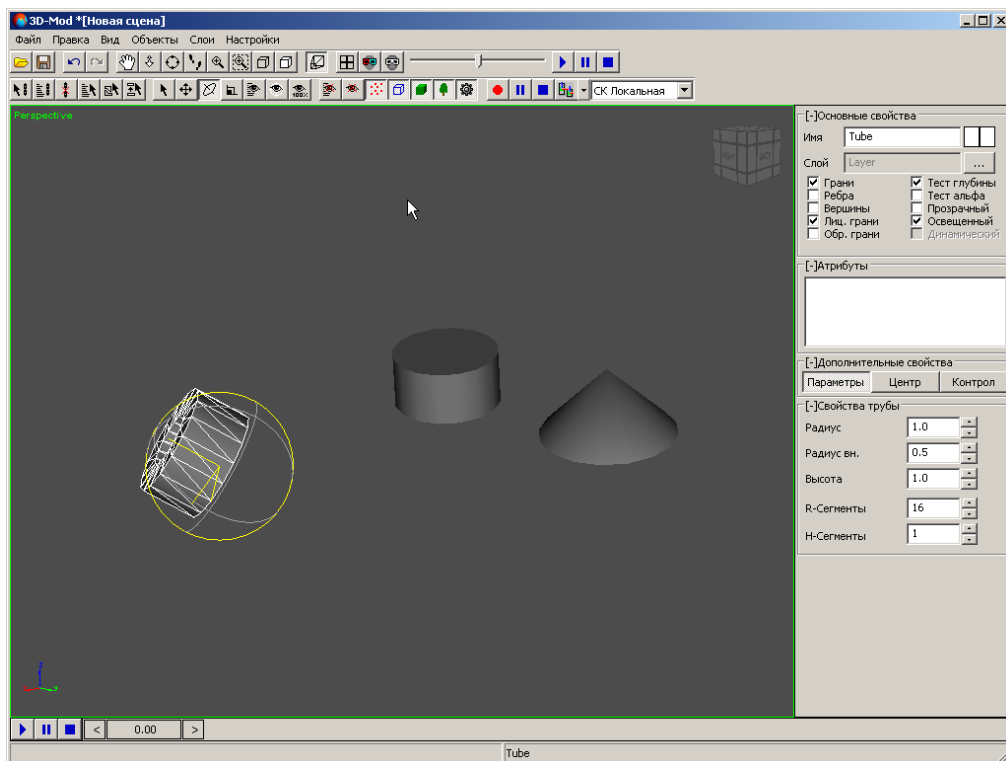 3D-Mod *[Новая сцена]
Файл Правка Вид Объекты Слои Настройки
100%
СК Локальная
Perspective
[-]Основные свойства
Имя Tube
Слой Layer ...
Грани Тест глубины
Ребра Тест альфа
Вершины Прозрачный
Лиц. грани Освещенный
Обр. грани Динамический
[-]Атрибуты
[-]Дополнительные свойства
Параметры Центр Контрол
[-]Свойства трубы
Радиус 1.0
Радиус вн. 0.5
Высота 1.0
R-Сегменты 16
H-Сегменты 1
< 0.00 >
Tube